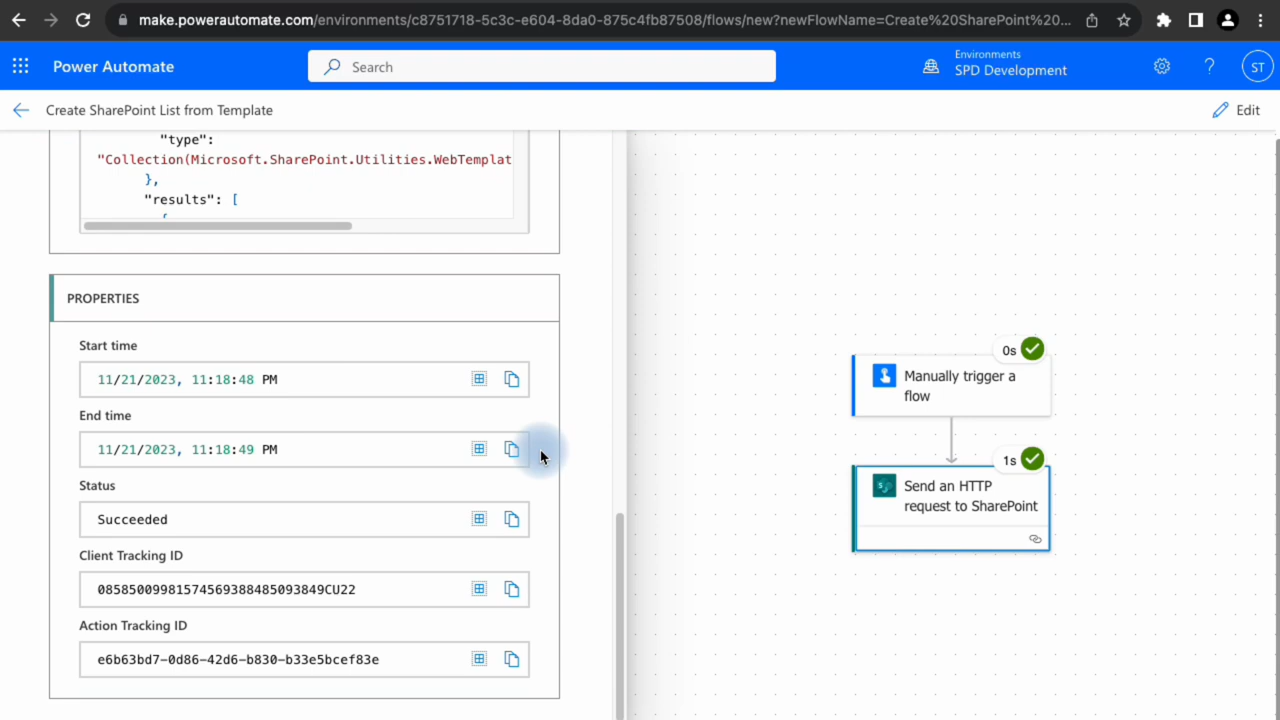 make.powerautomate.com/environments/c8751718-5c3c-e604-8da0-875c4fb87508/flows/new?newFlowName=Create%20SharePoint%20...
Power Automate
Search
Environments
SPD Development
?
ST
Create SharePoint List from Template
Edit
"type":
"Collection(Microsoft.SharePoint.Utilities.WebTemplat
},
"results": [
{
PROPERTIES
Start time
11/21/2023, 11:18:48 PM
End time
11/21/2023, 11:18:49 PM
Status
Succeeded
Client Tracking ID
08585009981574569388485093849CU22
Action Tracking ID
e6b63bd7-0d86-42d6-b830-b33e5bcef83e
0s
Manually trigger a
flow
1s
Send an HTTP
request to SharePoint